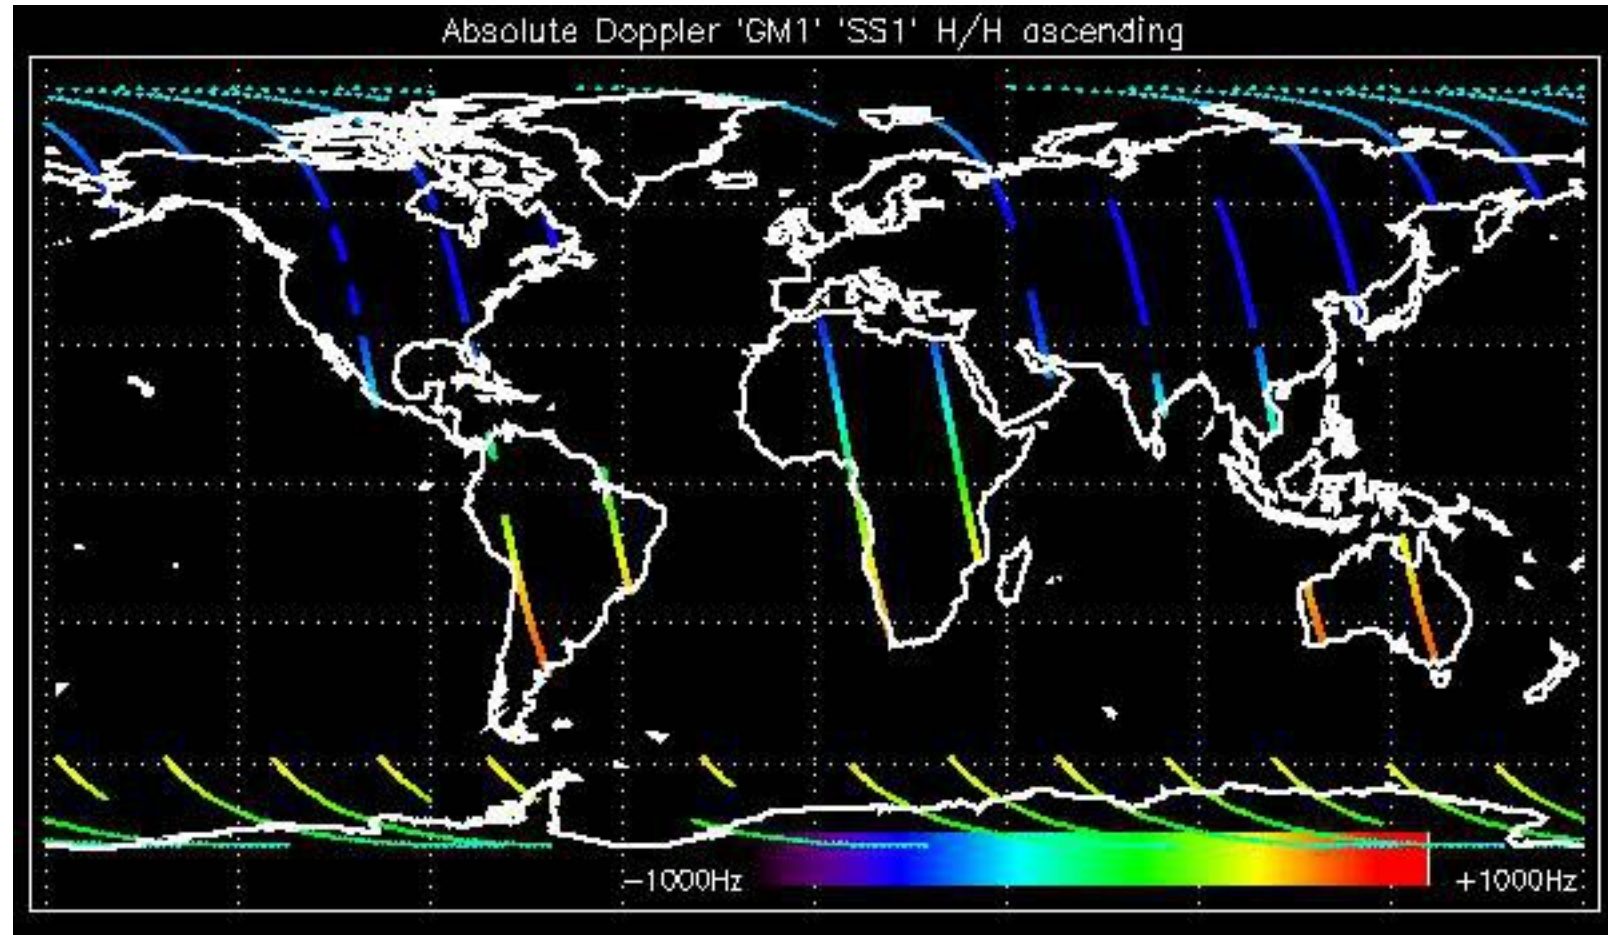 Absolute Doppler 'GM1' 'SS1' H/H ascending
−1000Hz +1000Hz